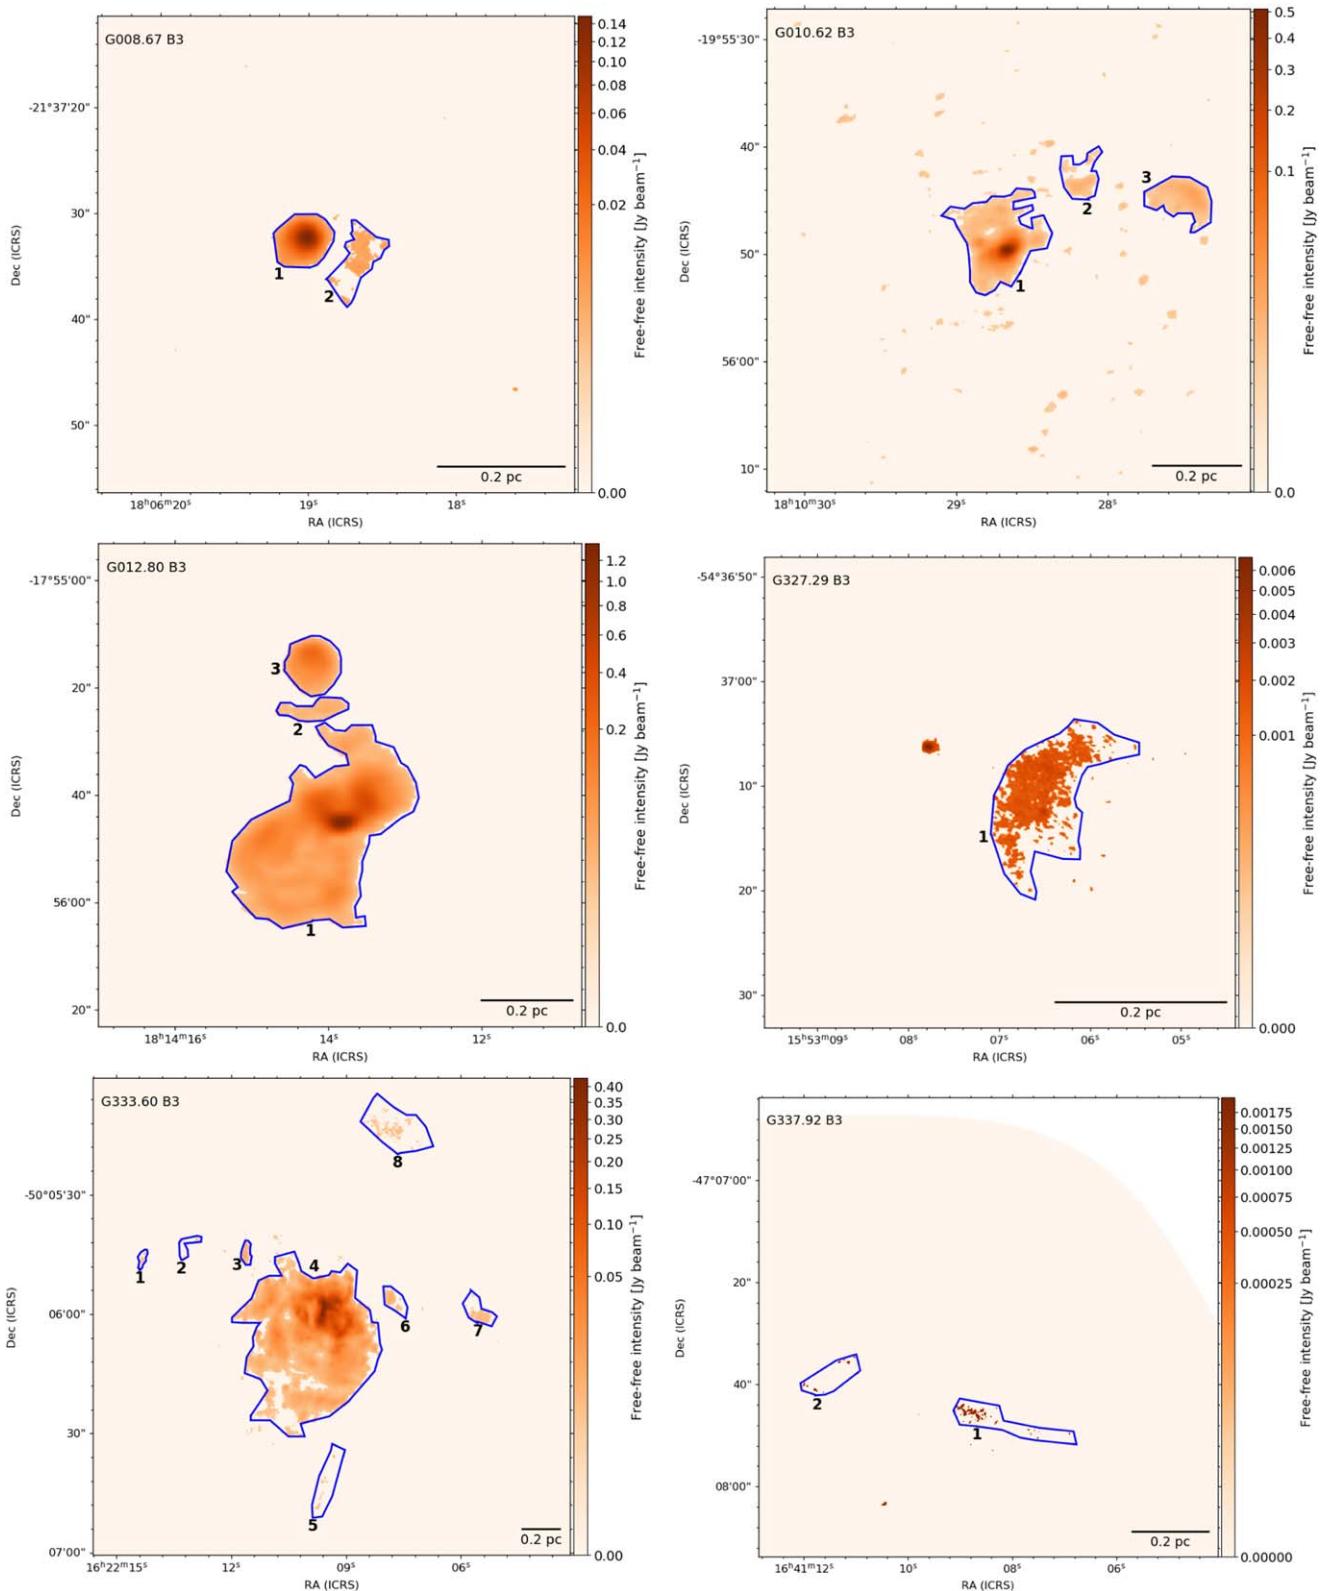 G008.67 B3
-21°37'20"
30"
40"
50"
18ʰ06ᵐ20ˢ
19ˢ
18ˢ
RA (ICRS)
Dec (ICRS)
1
2
0.2 pc
0.14
0.12
0.10
0.08
0.06
0.04
0.02
0.00
Free-free intensity [Jy beam⁻¹]
G010.62 B3
-19°55'30"
40"
50"
56'00"
10"
18ʰ10ᵐ30ˢ
29ˢ
28ˢ
RA (ICRS)
Dec (ICRS)
1
2
3
0.2 pc
0.5
0.4
0.3
0.2
0.1
0.0
Free-free intensity [Jy beam⁻¹]
G012.80 B3
-17°55'00"
20"
40"
56'00"
20"
18ʰ14ᵐ16ˢ
14ˢ
12ˢ
RA (ICRS)
Dec (ICRS)
3
2
1
0.2 pc
1.2
1.0
0.8
0.6
0.4
0.2
0.0
Free-free intensity [Jy beam⁻¹]
G327.29 B3
-54°36'50"
37'00"
10"
20"
30"
15ʰ53ᵐ09ˢ
08ˢ
07ˢ
06ˢ
05ˢ
RA (ICRS)
Dec (ICRS)
1
0.2 pc
0.006
0.005
0.004
0.003
0.002
0.001
0.000
Free-free intensity [Jy beam⁻¹]
G333.60 B3
-50°05'30"
06'00"
30"
07'00"
16ʰ22ᵐ15ˢ
12ˢ
09ˢ
06ˢ
RA (ICRS)
Dec (ICRS)
8
1
2
3
4
6
7
5
0.2 pc
0.40
0.35
0.30
0.25
0.20
0.15
0.10
0.05
0.00
Free-free intensity [Jy beam⁻¹]
G337.92 B3
-47°07'00"
20"
40"
08'00"
16ʰ41ᵐ12ˢ
10ˢ
08ˢ
06ˢ
RA (ICRS)
Dec (ICRS)
2
1
0.2 pc
0.00175
0.00150
0.00125
0.00100
0.00075
0.00050
0.00025
0.00000
Free-free intensity [Jy beam⁻¹]